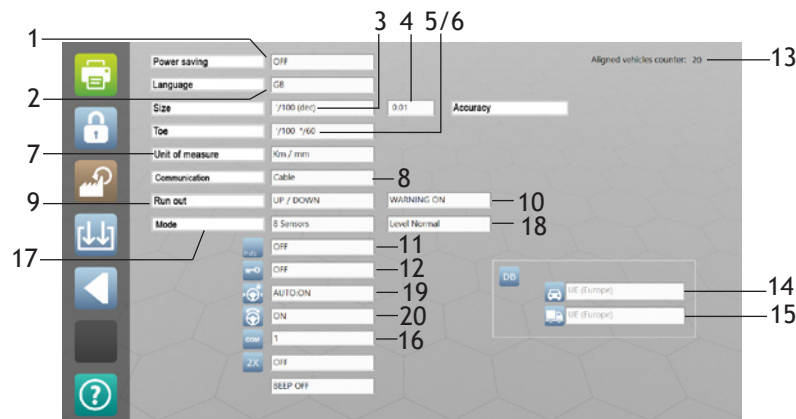 3 4 5/6
1 Power saving OFF Aligned vehicles counter: 20 13
2 Language GB
Size °/100 (dec) 0.01 Accuracy
Toe °/100 °/60
7 Unit of measure Km / mm
Communication Cable 8
9 Run out UP / DOWN WARNING ON 10
17 Mode 8 Sensors Level Normal 18
OFF 11
OFF 12
AUTO:ON 19
ON 20
COM 1 16
2X OFF
BEEP OFF
DB
UE (Europe) 14
UE (Europe) 15
1
?